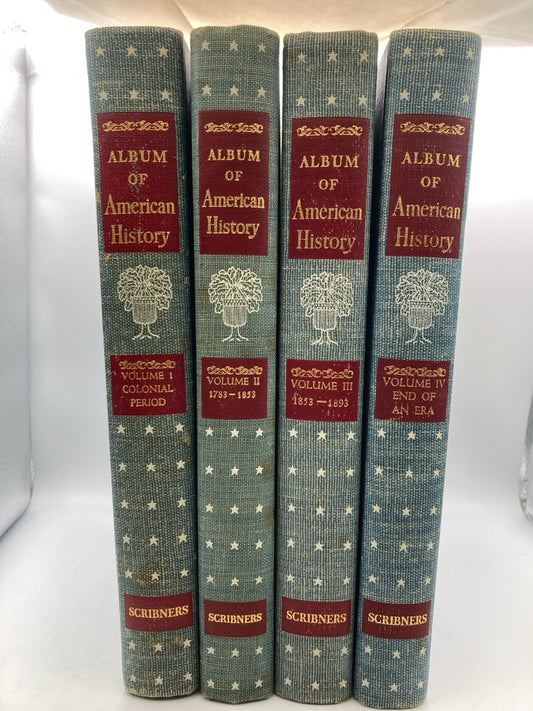 ALBUM
OF
American
History
VOLUME 1
COLONIAL
PERIOD
SCRIBNERS
ALBUM
OF
American
History
VOLUME II
1783-1853
SCRIBNERS
ALBUM
OF
American
History
VOLUME III
1853-1893
SCRIBNERS
ALBUM
OF
American
History
VOLUME IV
END OF
AN ERA
SCRIBNERS